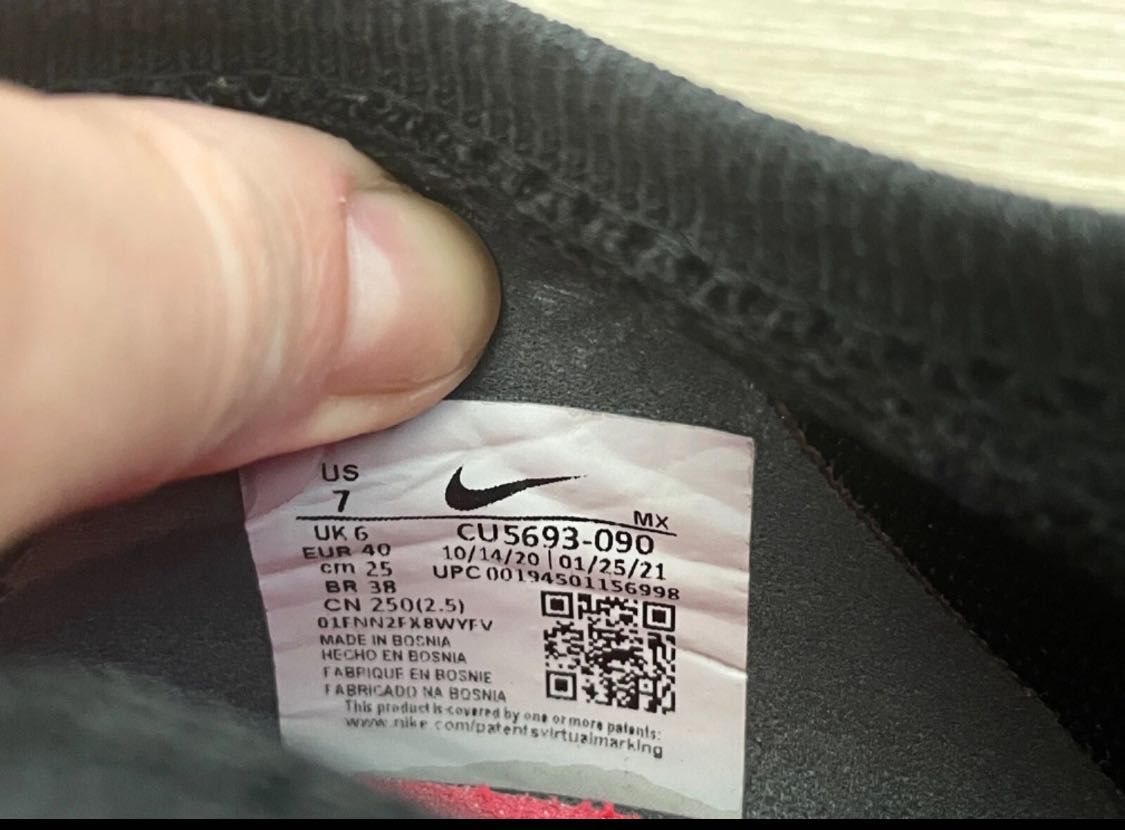 US
7
MX
UK 6
CU5693-090
EUR 40
10/14/20 | 01/25/21
cm 25
UPC 00194501156998
BR 38
CN 250(2.5)
MADE IN BOSNIA
HECHO EN BOSNIA
FABRIQUE EN BOSNIE
FABRICADO NA BOSNIA
This product is covered by one or more patents:
www.nike.com/patentsvirtualmarking